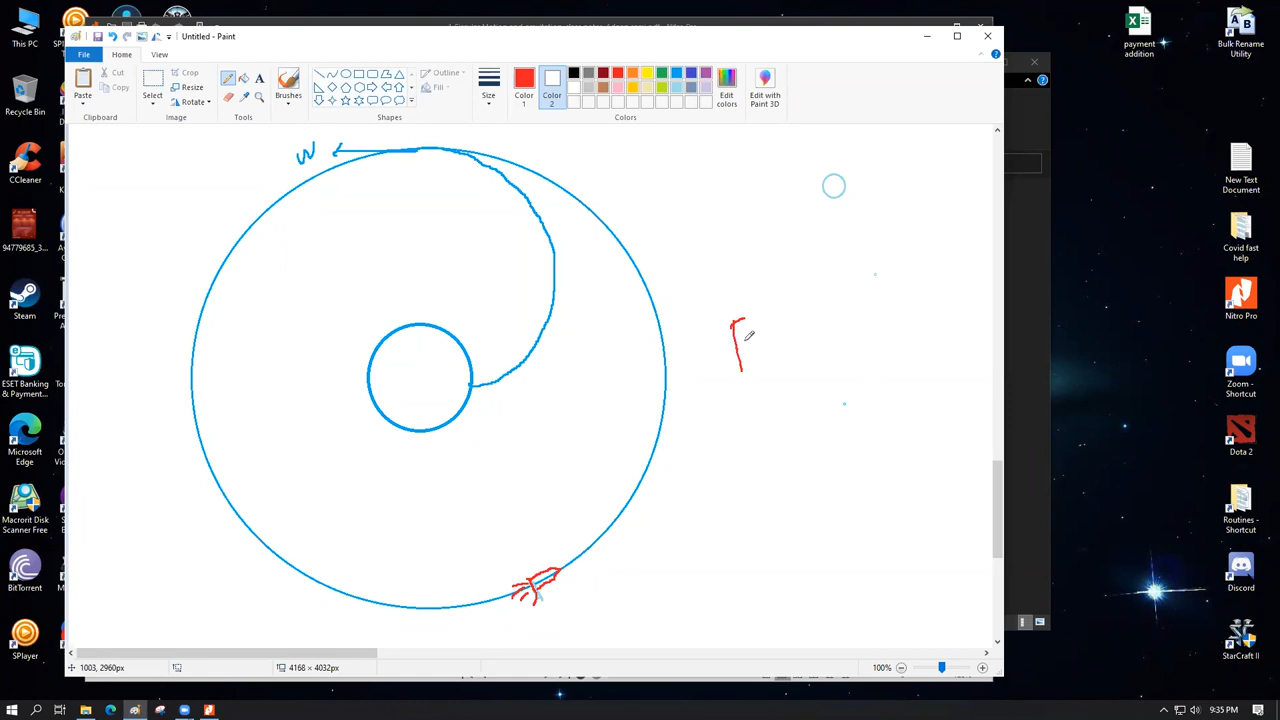 This PC
Recycle Bin
CCleaner
94779685_3...
Steam
ESET Banking
& Payment...
Microsoft
Edge
Macrorit Disk
Scanner Free
BitTorrent
SPlayer
Untitled - Paint
File
Home
View
Paste
Cut
Copy
Clipboard
Select
Crop
Resize
Rotate
Image
A
Tools
Brushes
Outline
Fill
Shapes
Size
Color
1
Color
2
Edit
colors
Edit with
Paint 3D
Colors
W
1003, 2960px
4168 × 4032px
100%
payment
addition
Bulk Rename
Utility
New Text
Document
Covid fast
help
Nitro Pro
Zoom -
Shortcut
Dota 2
Routines -
Shortcut
Discord
StarCraft II
9:35 PM